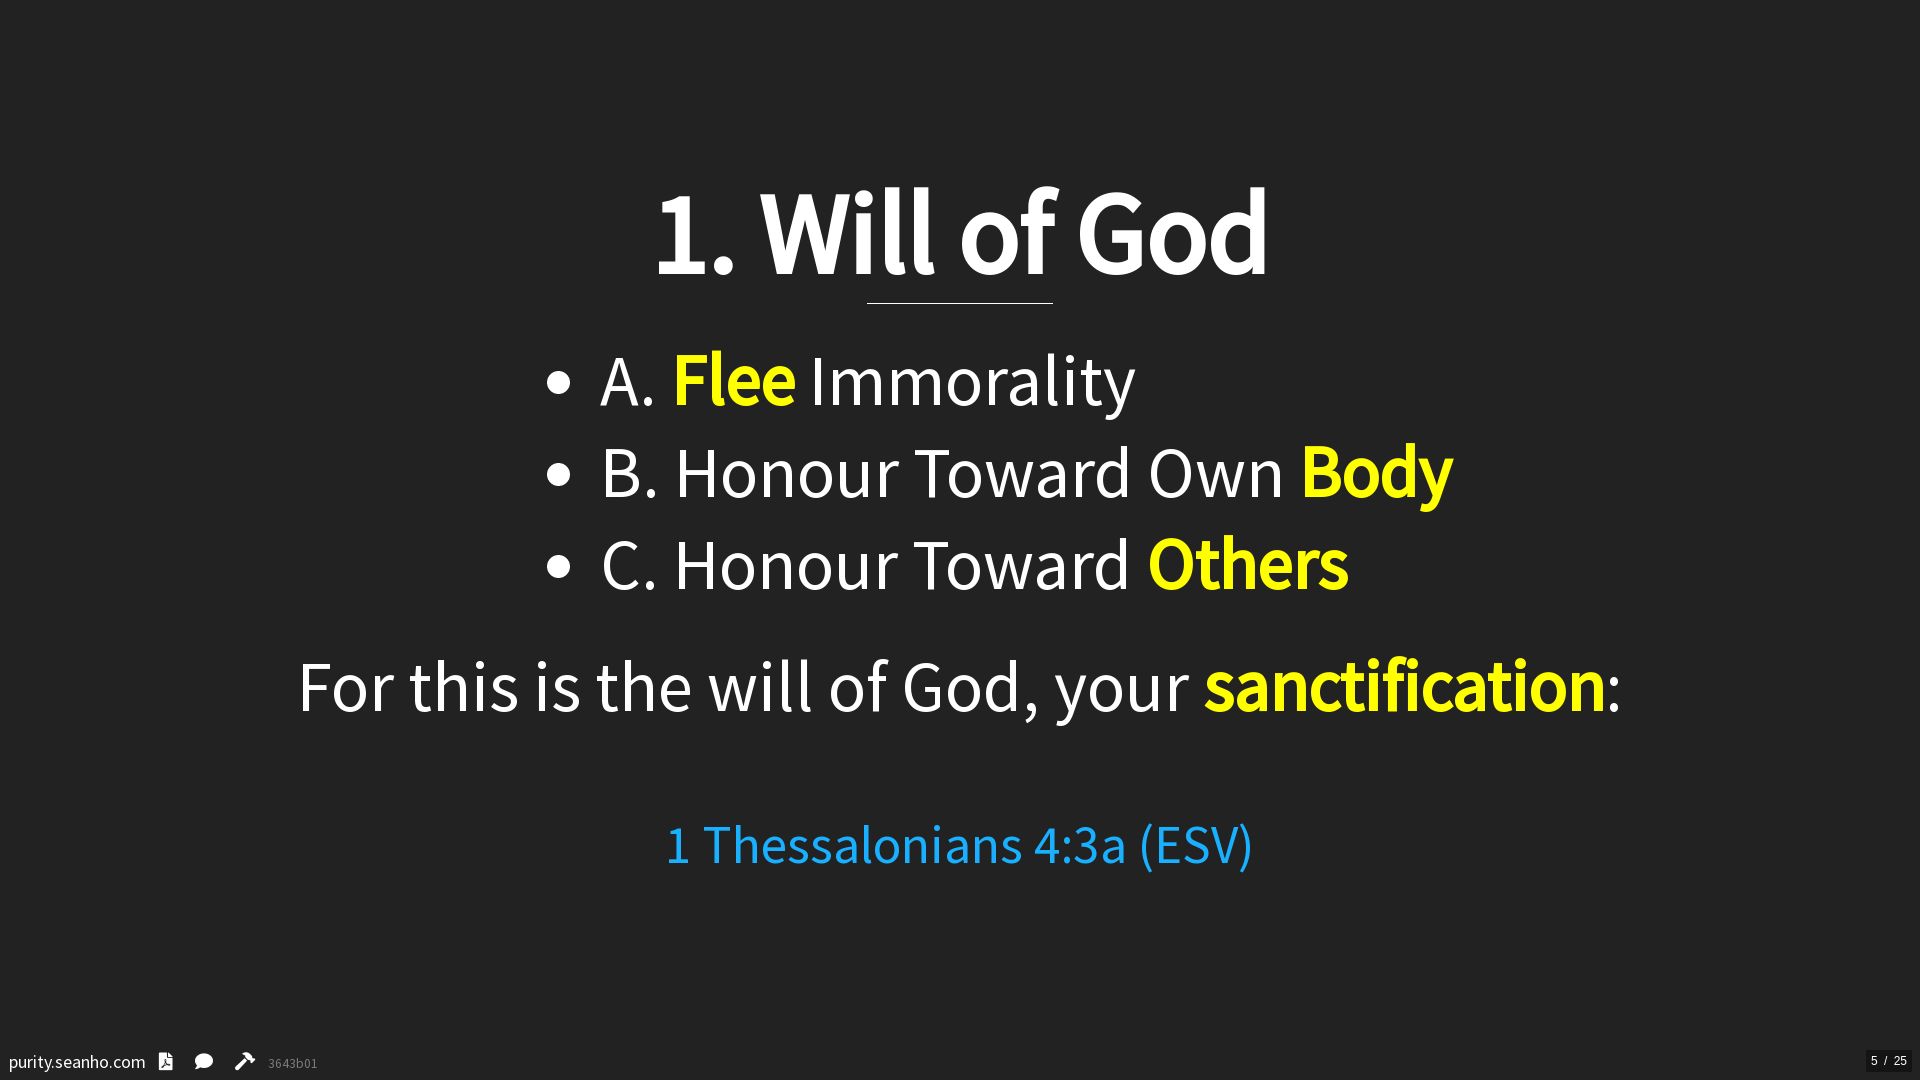 1. Will of God
• A. Flee Immorality
• B. Honour Toward Own Body
• C. Honour Toward Others
For this is the will of God, your sanctification:
1 Thessalonians 4:3a (ESV)
purity.seanho.com 3643b01
5 / 25